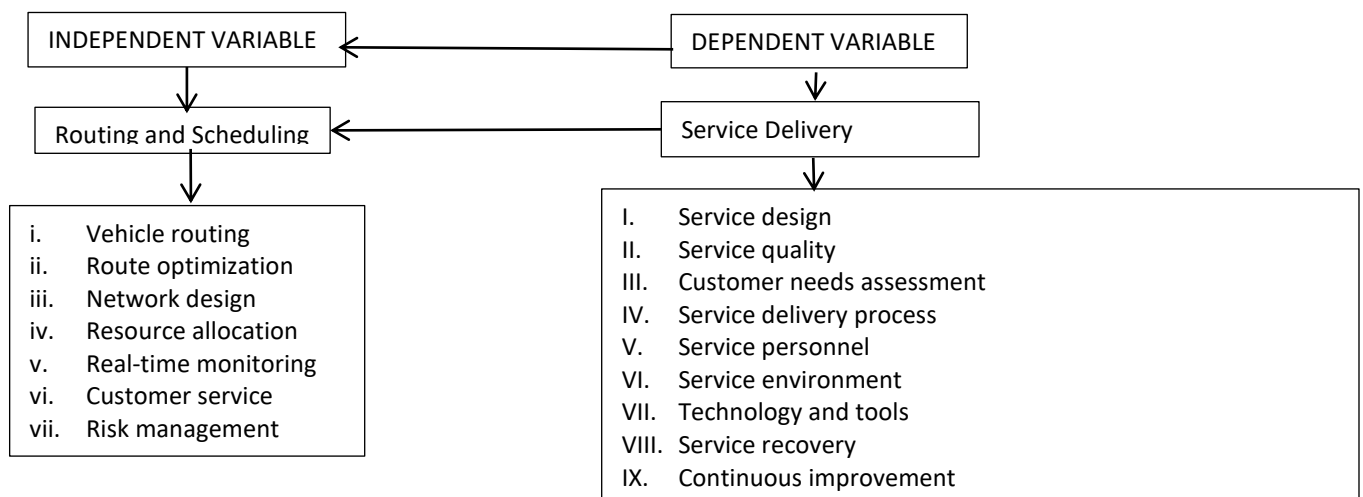 INDEPENDENT VARIABLE
DEPENDENT VARIABLE
Routing and Scheduling
Service Delivery
i. Vehicle routing
ii. Route optimization
iii. Network design
iv. Resource allocation
v. Real-time monitoring
vi. Customer service
vii. Risk management
I. Service design
II. Service quality
III. Customer needs assessment
IV. Service delivery process
V. Service personnel
VI. Service environment
VII. Technology and tools
VIII. Service recovery
IX. Continuous improvement